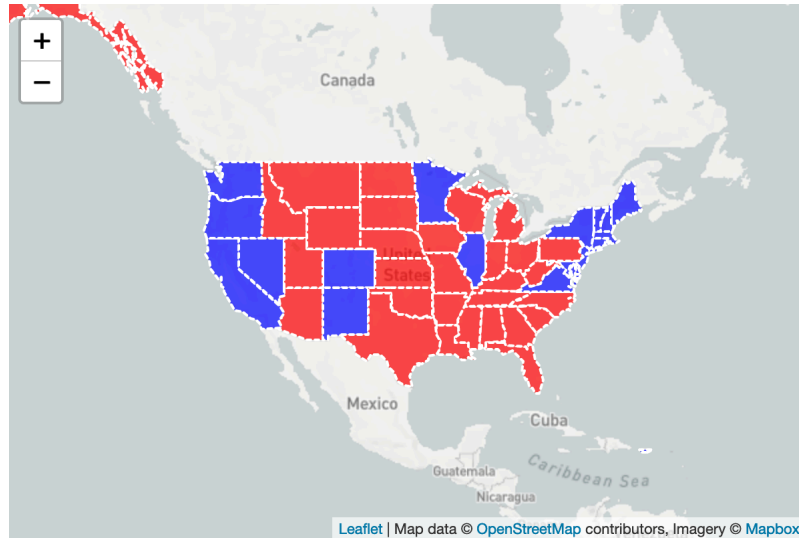 +
−
Canada
United
States
Mexico
Cuba
Caribbean Sea
Guatemala
Nicaragua
Leaflet | Map data © OpenStreetMap contributors, Imagery © Mapbox